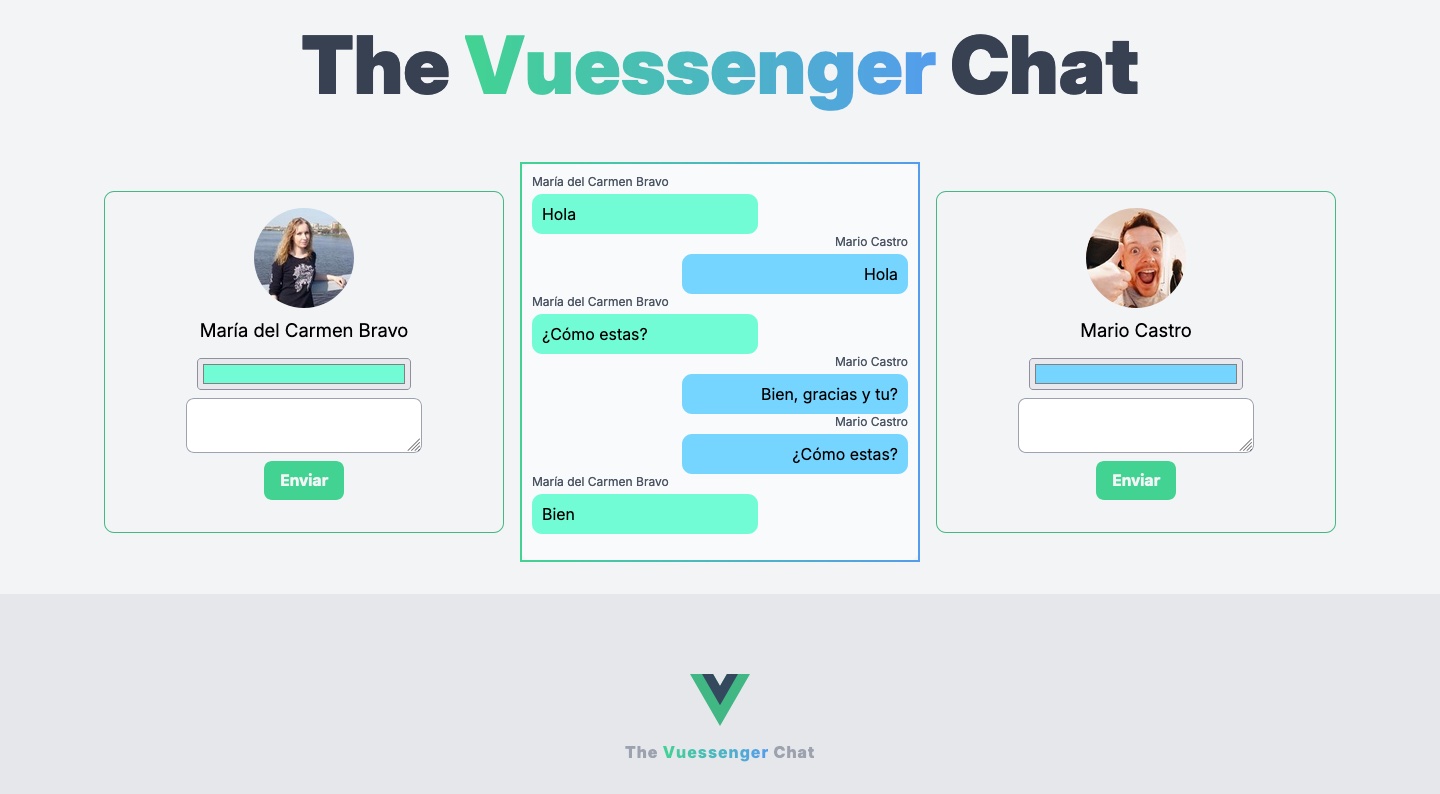 The Vuessenger Chat
María del Carmen Bravo
Enviar
María del Carmen Bravo
Hola
Mario Castro
Hola
María del Carmen Bravo
¿Cómo estas?
Mario Castro
Bien, gracias y tu?
Mario Castro
¿Cómo estas?
María del Carmen Bravo
Bien
Mario Castro
Enviar
The Vuessenger Chat